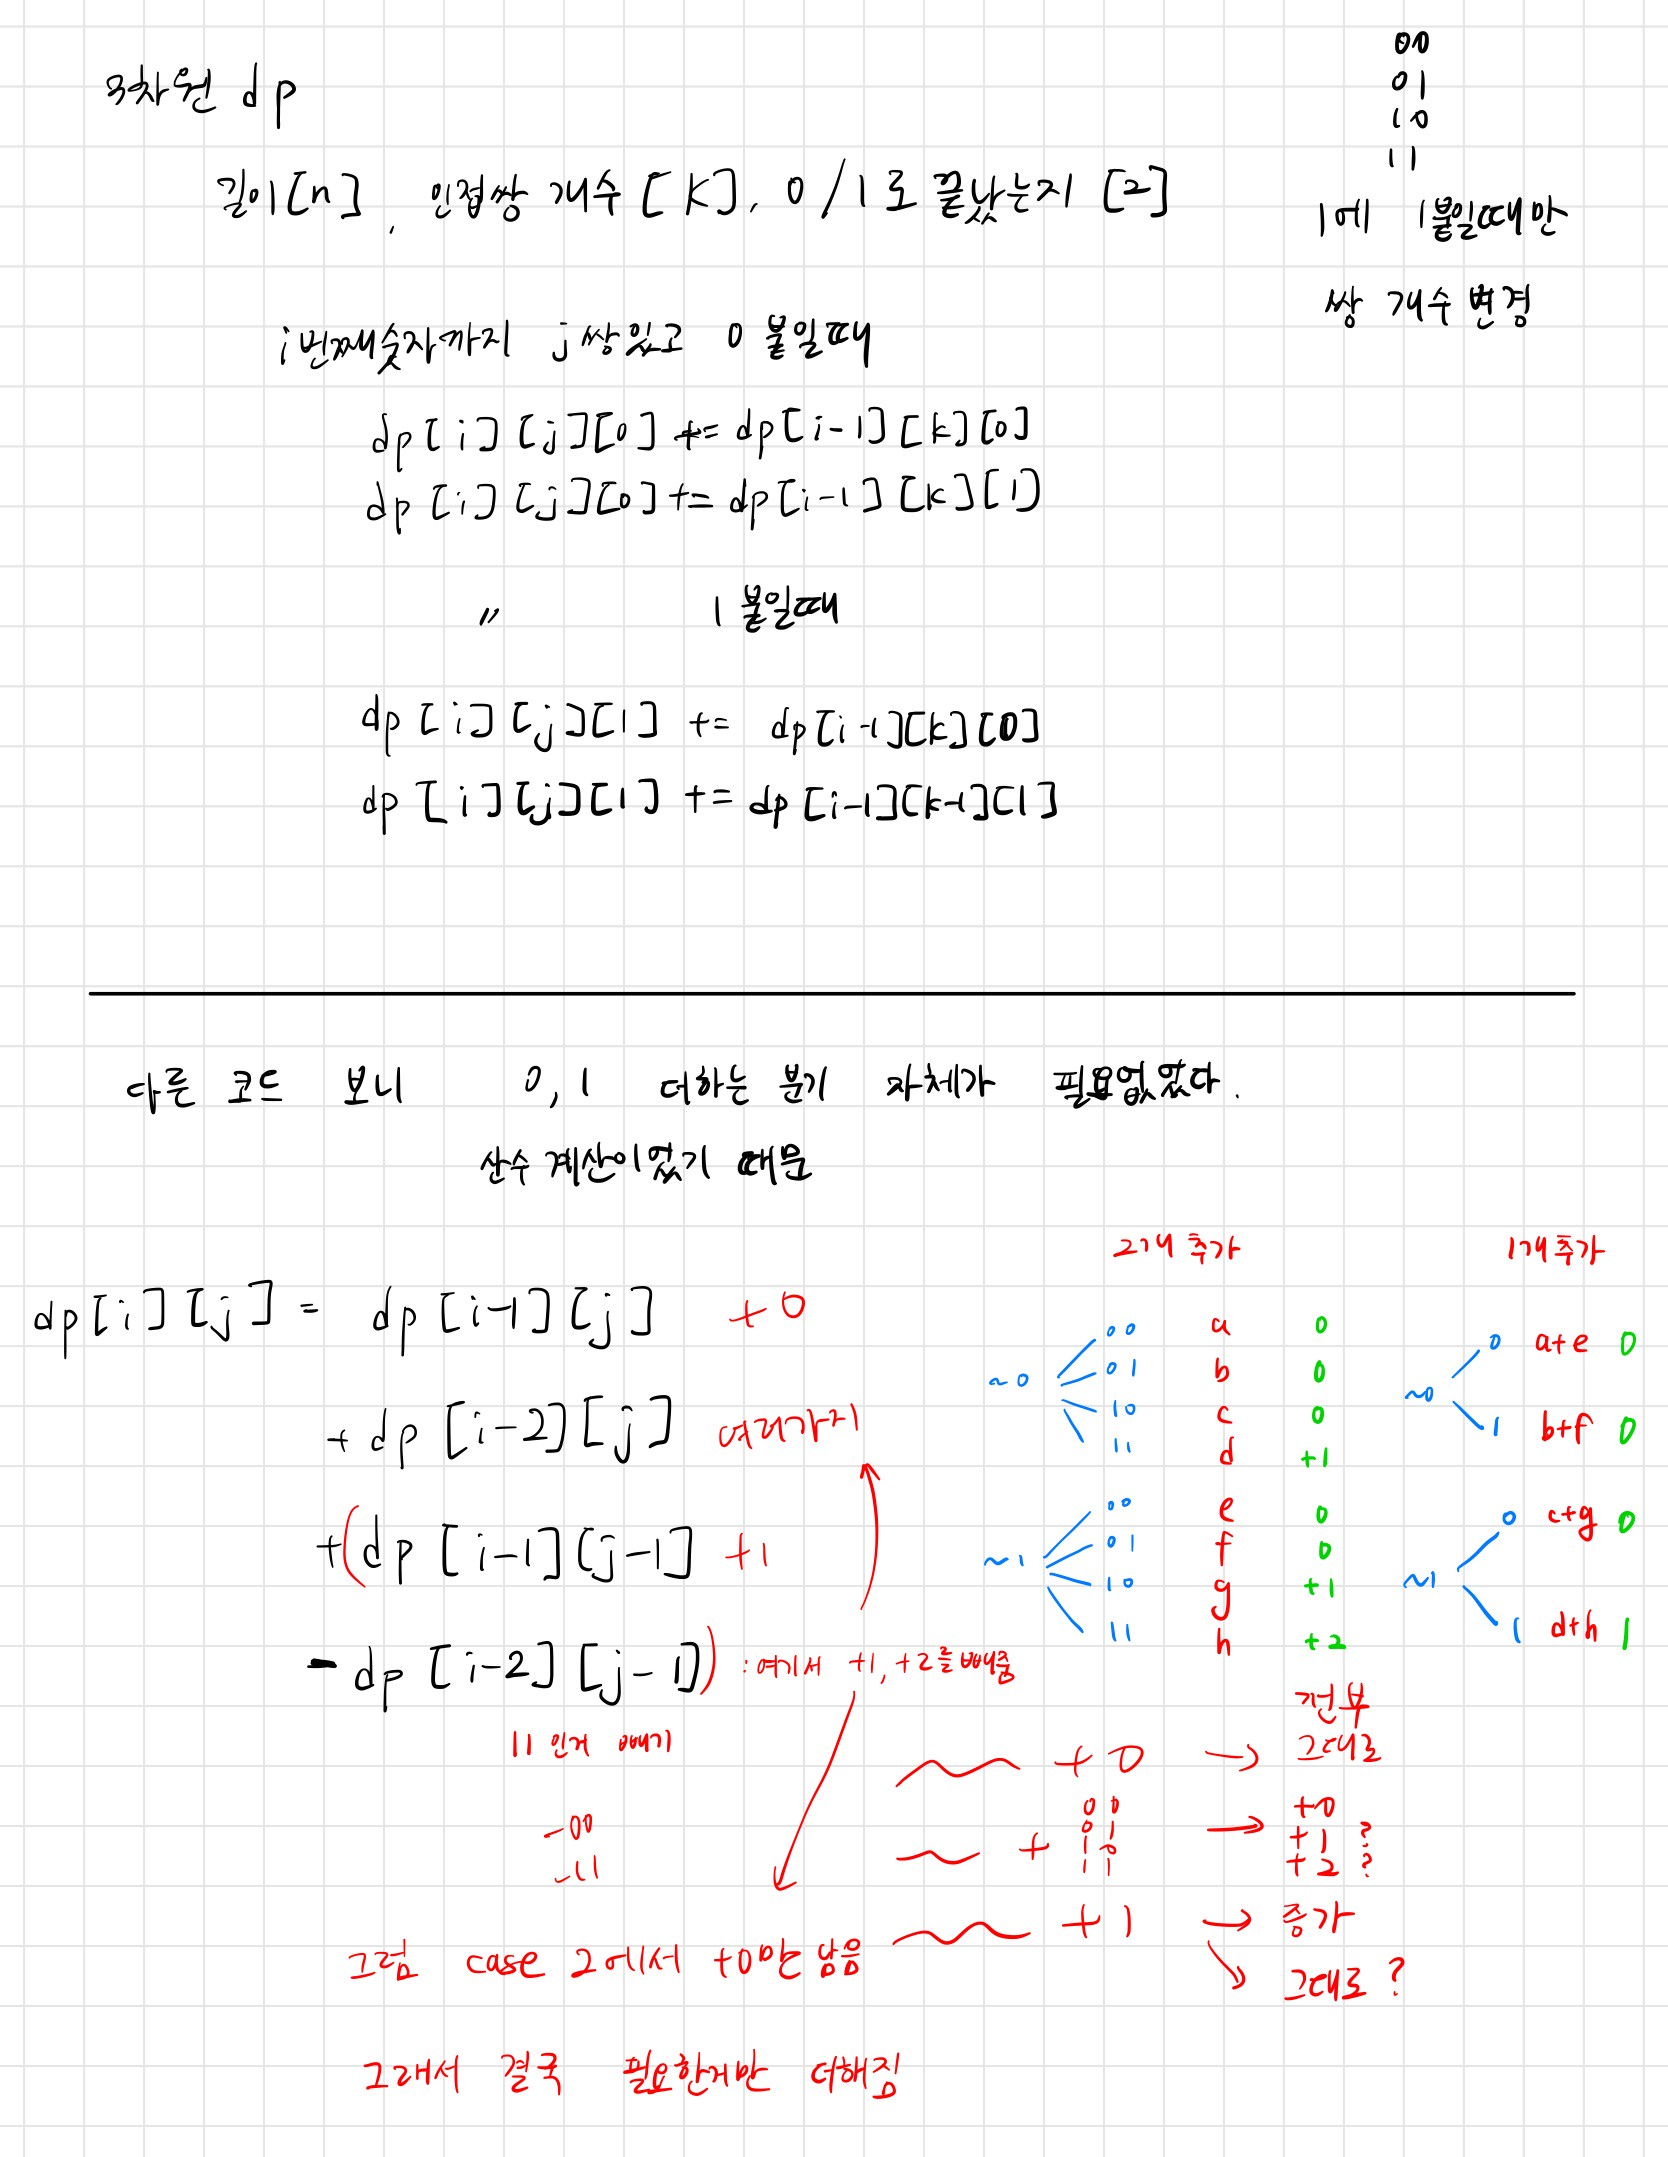 3차원 dp
00
01
10
11
길이[n], 인접쌍 개수[K], 0/1로 끝났는지 [2]
1에 1붙일때만
쌍 개수 변경
i번째숫자까지 j쌍있고 0 붙일때
dp[i][j][0] += dp[i-1][k][0]
dp[i][j][0] += dp[i-1][k][1]
〃 1 붙일때
dp[i][j][1] += dp[i-1][k][0]
dp[i][j][1] += dp[i-1][k-1][1]
다른 코드 보니 0, 1 더하는 분기 자체가 필요없었다.
산수 계산이었기 때문
dp[i][j] = dp[i-1][j] +0
+ dp[i-2][j] 여러가지
+(dp[i-1][j-1] +1
- dp[i-2][j-1]) : 여기서 +1, +2를 빼줌
11 인거 빼기
-00
-11
그럼 case 2에서 +0만 남음
그래서 결국 필요한거만 더해짐
2개 추가
~0
00 a 0
01 b 0
10 c 0
11 d +1
~1
00 e 0
01 f 0
10 g +1
11 h +2
1개 추가
~0
0 a+e 0
1 b+f 0
~1
0 c+g 0
1 d+h 1
+0 → 전부
그대로
+ 00
01
10
11
→ +0
+1 ?
+2 ?
+1 → 증가
↘ 그대로?